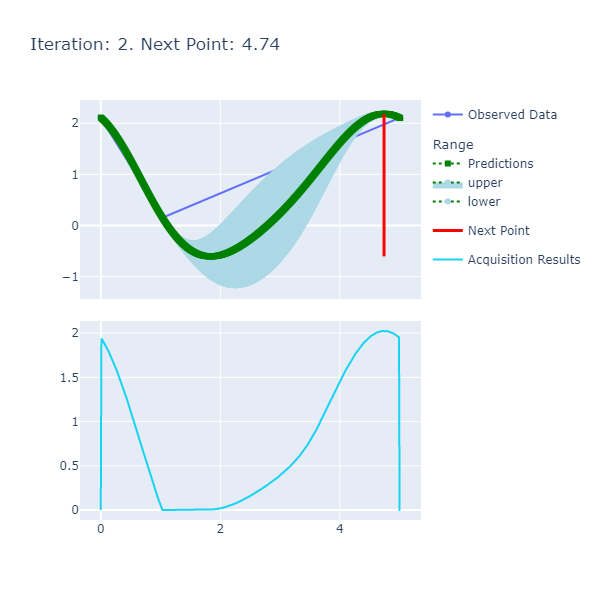 Iteration: 2. Next Point: 4.74
2
1
0
−1
Observed Data
Range
Predictions
upper
lower
Next Point
Acquisition Results
2
1.5
1
0.5
0
0
2
4